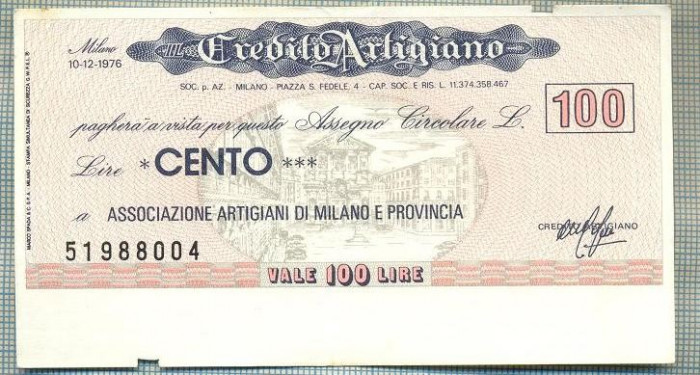 IL Credito Artigiano
Milano
10-12-1976
SOC. p. AZ. - MILANO - PIAZZA S. FEDELE, 4 - CAP. SOC. E RIS. L. 11.374.358.467
100
pagherà a vista per questo Assegno Circolare L.
Lire *CENTO ***
a ASSOCIAZIONE ARTIGIANI DI MILANO E PROVINCIA
CREDITO ARTIGIANO
51988004
VALE 100 LIRE